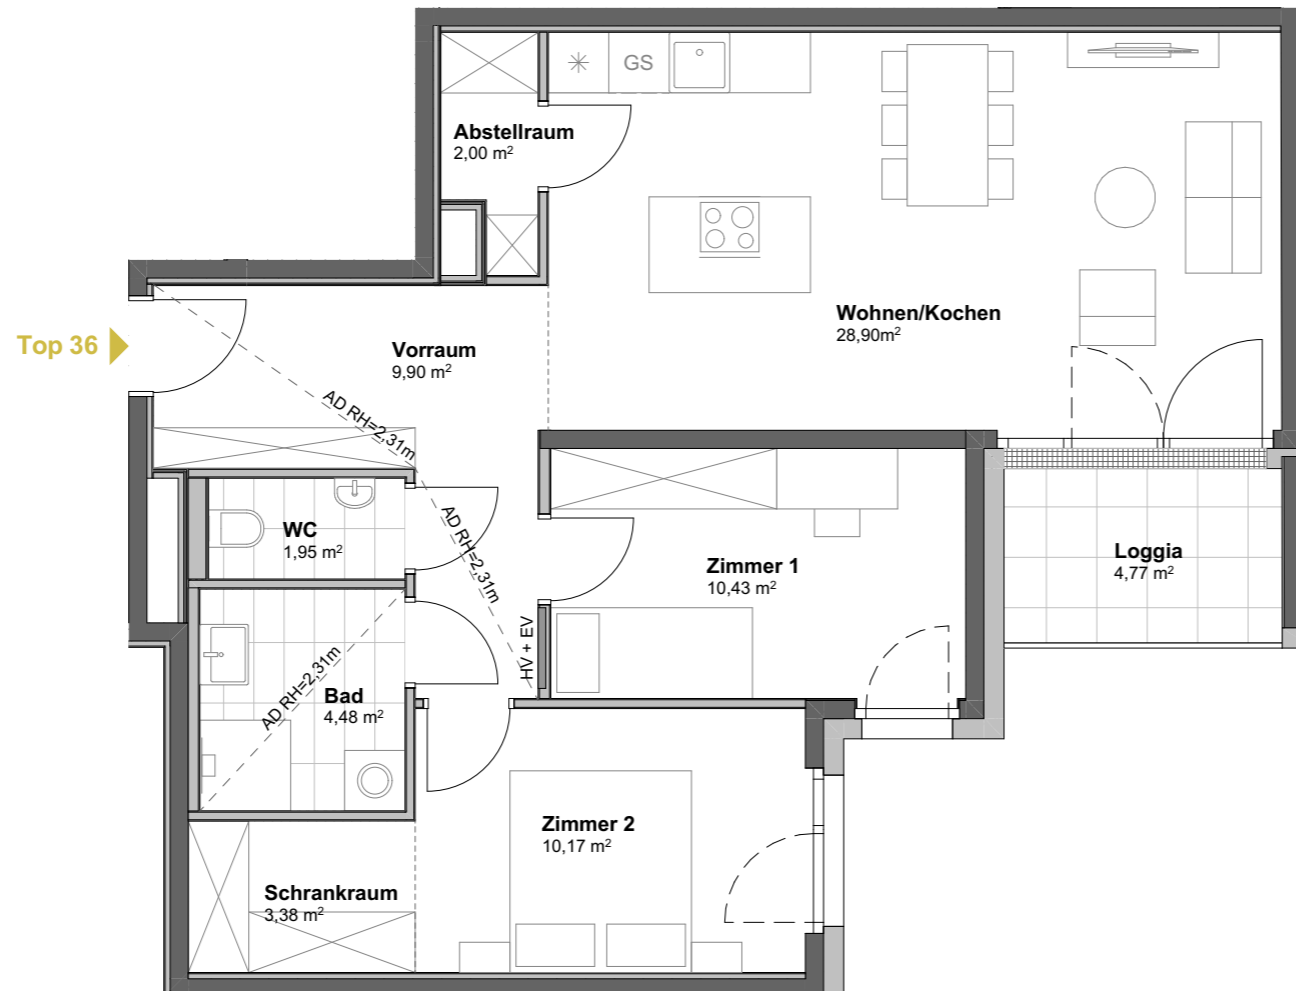 GS
Abstellraum
2,00 m²
Wohnen/Kochen
28,90m²
Top 36
Vorraum
9,90 m²
AD RH=2,31m
AD RH=2,31m
WC
1,95 m²
Zimmer 1
10,43 m²
Loggia
4,77 m²
HV + EV
AD RH=2,31m
Bad
4,48 m²
Zimmer 2
10,17 m²
Schrankraum
3,38 m²